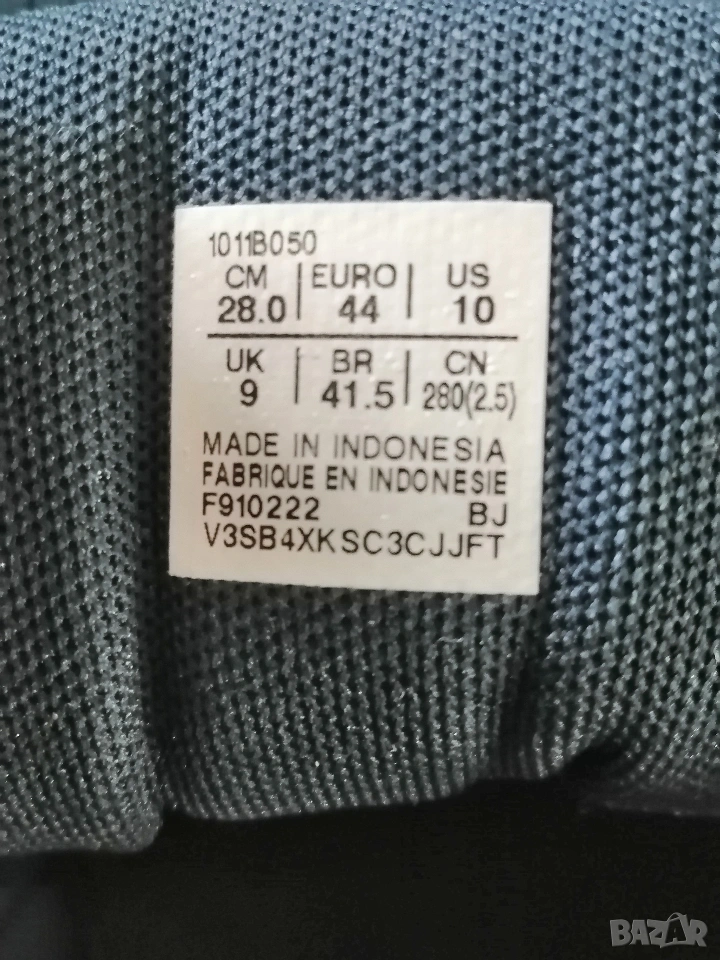 1011B050
CM | EURO | US
28.0 | 44 | 10
UK | BR | CN
9 | 41.5 | 280(2.5)
MADE IN INDONESIA
FABRIQUE EN INDONESIE
F910222 BJ
V3SB4XKSC3CJJFT
BAZAR